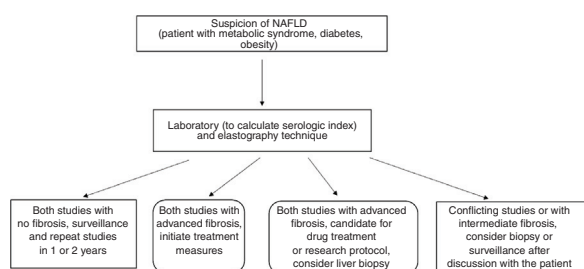 Suspicion of NAFLD
(patient with metabolic syndrome, diabetes,
obesity)
Laboratory (to calculate serologic index)
and elastography technique
Both studies with
no fibrosis, surveillance
and repeat studies
in 1 or 2 years
Both studies with
advanced fibrosis,
initiate treatment
measures
Both studies with advanced
fibrosis, candidate for
drug treatment
or research protocol,
consider liver biopsy
Conflicting studies or with
intermediate fibrosis,
consider biopsy or
surveillance after
discussion with the patient